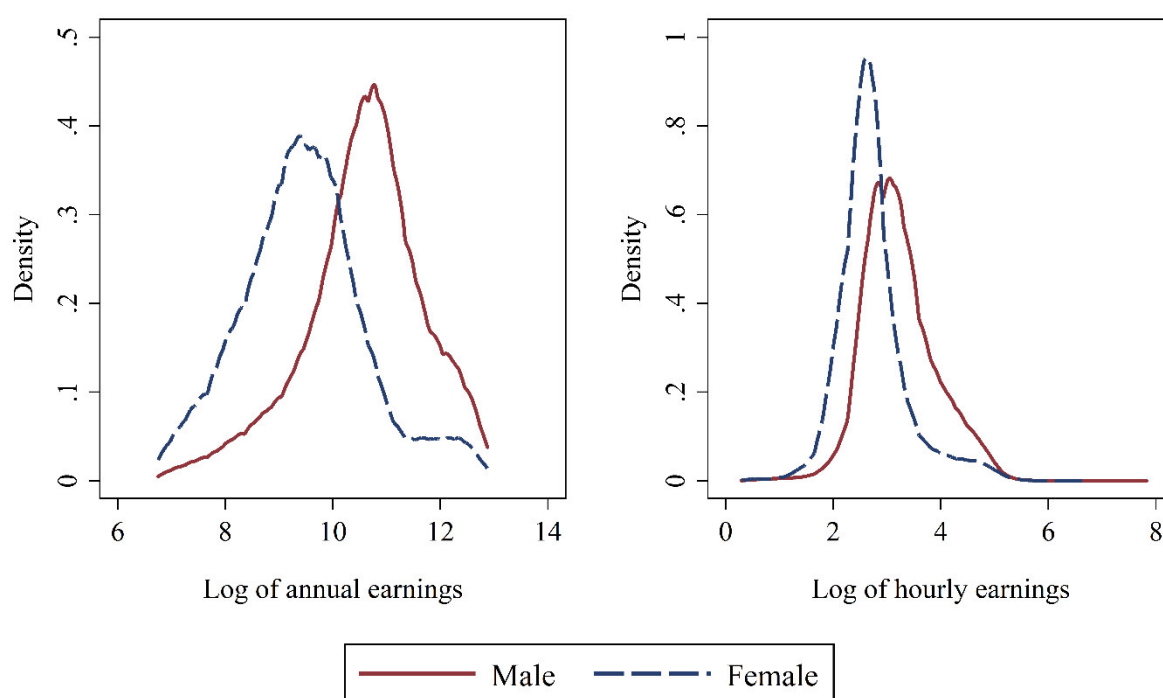 .5
.4
.3
.2
.1
0
Density
6 8 10 12 14
Log of annual earnings
1
.8
.6
.4
.2
0
Density
0 2 4 6 8
Log of hourly earnings
Male Female